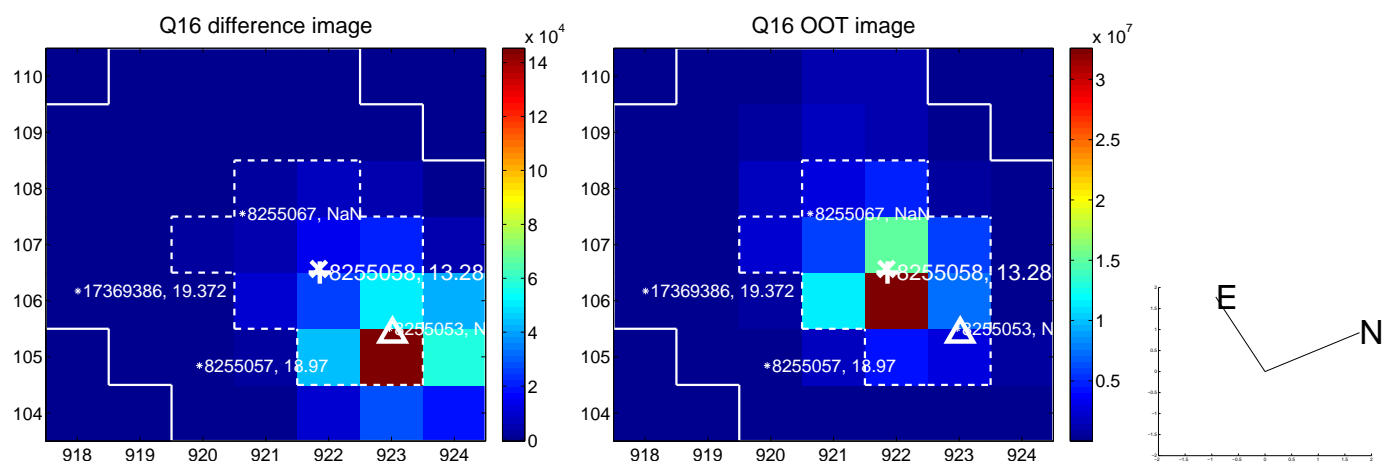 Q16 difference image
x 10^4
110
109
108
107
106
105
104
918 919 920 921 922 923 924
14
12
10
8
6
4
2
0
8255067, NaN
8255058, 13.28
17369386, 19.372
8255053, N
8255057, 18.97
Q16 OOT image
x 10^7
110
109
108
107
106
105
104
918 919 920 921 922 923 924
3
2.5
2
1.5
1
0.5
8255067, NaN
8255058, 13.28
17369386, 19.372
8255053, N
8255057, 18.97
E
N